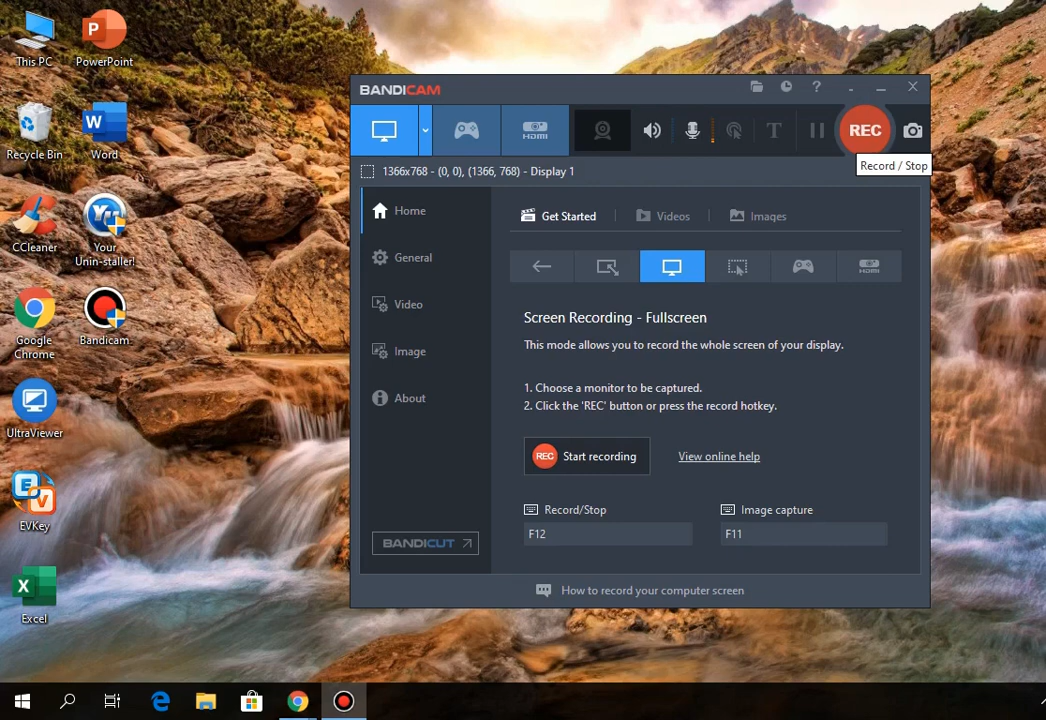 This PC
PowerPoint
Recycle Bin
Word
CCleaner
Your
Unin-staller!
Google
Chrome
Bandicam
UltraViewer
EVKey
Excel
BANDICAM
?
HDMI
T
REC
Record / Stop
1366x768 - (0, 0), (1366, 768) - Display 1
Home
General
Video
Image
About
BANDICUT
Get Started
Videos
Images
HDMI
Screen Recording - Fullscreen
This mode allows you to record the whole screen of your display.
1. Choose a monitor to be captured.
2. Click the 'REC' button or press the record hotkey.
REC Start recording
View online help
Record/Stop
Image capture
F12
F11
How to record your computer screen